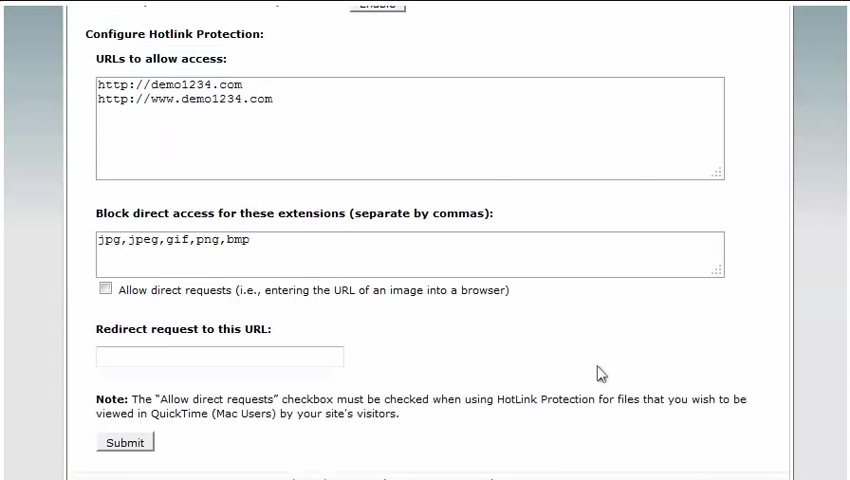 Enable
Configure Hotlink Protection:
URLs to allow access:
http://demo1234.com
http://www.demo1234.com
Block direct access for these extensions (separate by commas):
jpg,jpeg,gif,png,bmp
Allow direct requests (i.e., entering the URL of an image into a browser)
Redirect request to this URL:
Note: The “Allow direct requests” checkbox must be checked when using HotLink Protection for files that you wish to be
viewed in QuickTime (Mac Users) by your site's visitors.
Submit